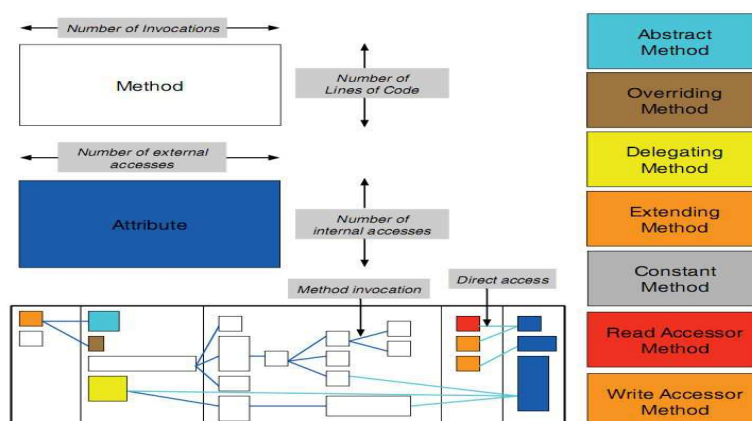 Number of Invocations
Method
Number of
Lines of Code
Number of external
accesses
Attribute
Number of
internal accesses
Method invocation
Direct access
Abstract
Method
Overriding
Method
Delegating
Method
Extending
Method
Constant
Method
Read Accessor
Method
Write Accessor
Method